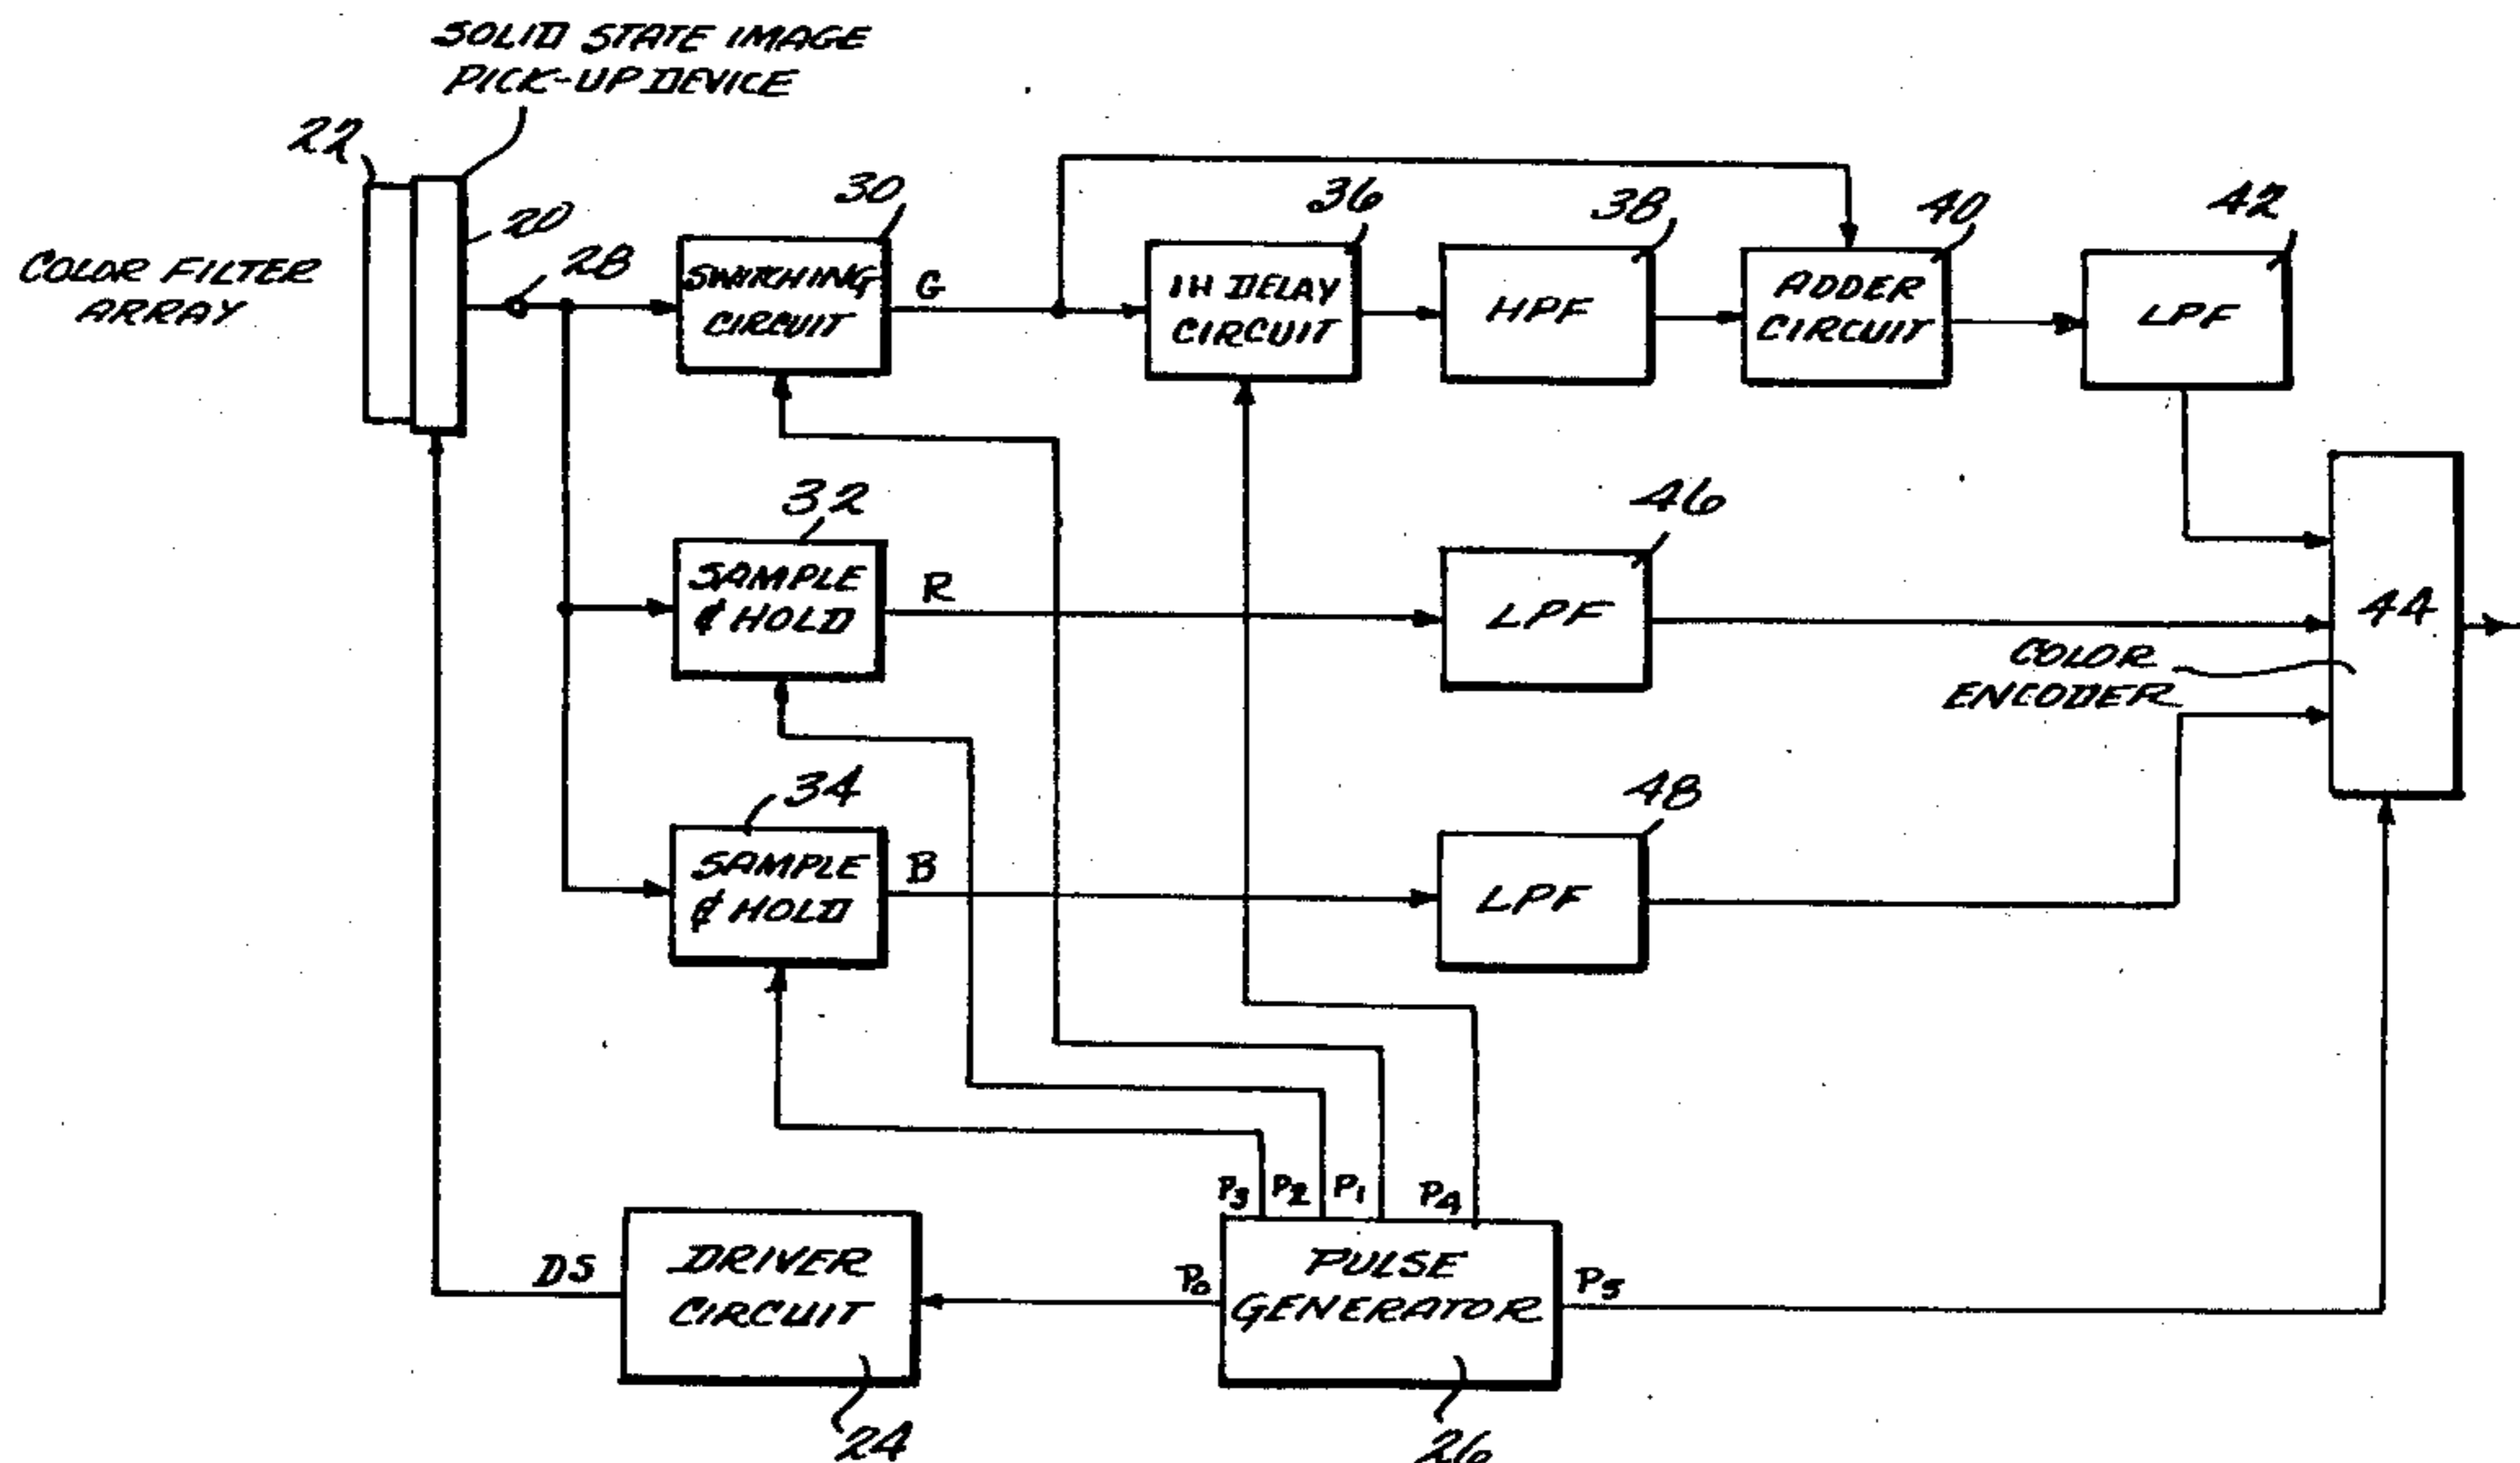 SOLID STATE IMAGE
PICK-UP DEVICE
22
20
28
COLOR FILTER
ARRAY
30
SWITCHING
CIRCUIT
G
36
1H DELAY
CIRCUIT
38
HPF
40
ADDER
CIRCUIT
42
LPF
32
SAMPLE
& HOLD
R
46
LPF
44
COLOR
ENCODER
34
SAMPLE
& HOLD
B
48
LPF
P3 P2 P1 P4
DS
DRIVER
CIRCUIT
24
P0
PULSE
GENERATOR
26
P5